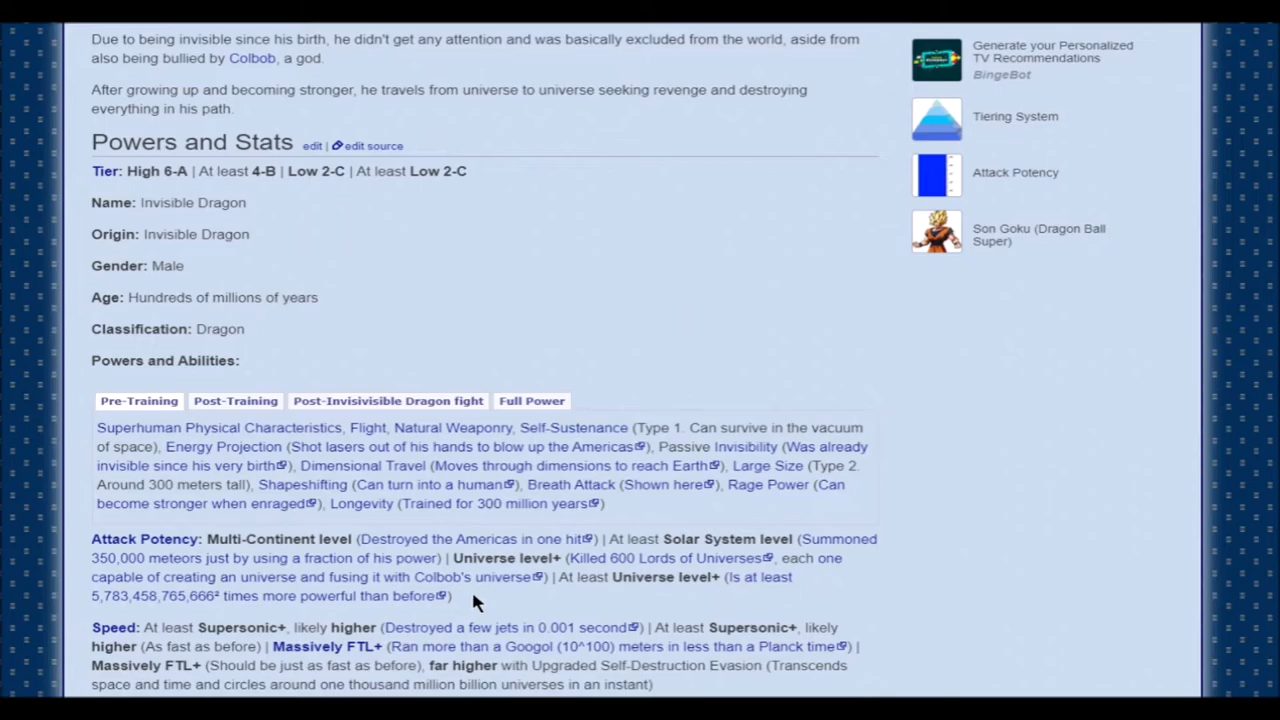 Due to being invisible since his birth, he didn't get any attention and was basically excluded from the world, aside from
also being bullied by Colbob, a god.
After growing up and becoming stronger, he travels from universe to universe seeking revenge and destroying
everything in his path.
Powers and Stats edit | edit source
Tier: High 6-A | At least 4-B | Low 2-C | At least Low 2-C
Name: Invisible Dragon
Origin: Invisible Dragon
Gender: Male
Age: Hundreds of millions of years
Classification: Dragon
Powers and Abilities:
Pre-Training Post-Training Post-Invisivisible Dragon fight Full Power
Superhuman Physical Characteristics, Flight, Natural Weaponry, Self-Sustenance (Type 1. Can survive in the vacuum
of space), Energy Projection (Shot lasers out of his hands to blow up the Americas), Passive Invisibility (Was already
invisible since his very birth), Dimensional Travel (Moves through dimensions to reach Earth), Large Size (Type 2.
Around 300 meters tall), Shapeshifting (Can turn into a human), Breath Attack (Shown here), Rage Power (Can
become stronger when enraged), Longevity (Trained for 300 million years)
Attack Potency: Multi-Continent level (Destroyed the Americas in one hit) | At least Solar System level (Summoned
350,000 meteors just by using a fraction of his power) | Universe level+ (Killed 600 Lords of Universes, each one
capable of creating an universe and fusing it with Colbob's universe) | At least Universe level+ (Is at least
5,783,458,765,666² times more powerful than before)
Speed: At least Supersonic+, likely higher (Destroyed a few jets in 0.001 second) | At least Supersonic+, likely
higher (As fast as before) | Massively FTL+ (Ran more than a Googol (10^100) meters in less than a Planck time) |
Massively FTL+ (Should be just as fast as before), far higher with Upgraded Self-Destruction Evasion (Transcends
space and time and circles around one thousand million billion universes in an instant)
Generate your Personalized
TV Recommendations
BingeBot
Tiering System
Attack Potency
Son Goku (Dragon Ball
Super)